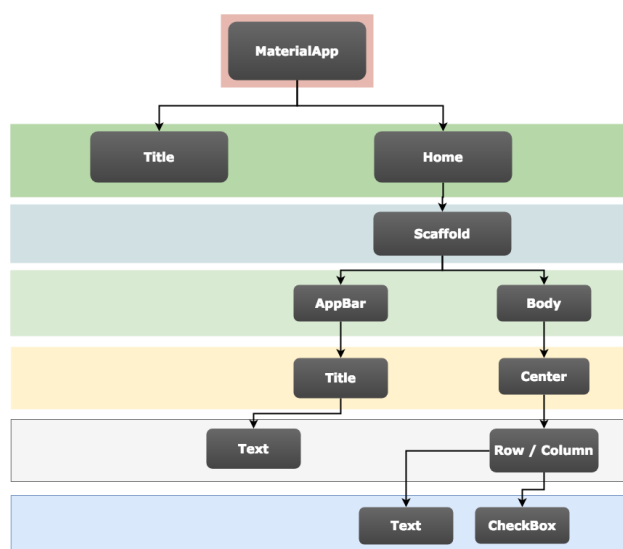 MaterialApp
Title
Home
Scaffold
AppBar
Body
Title
Center
Text
Row / Column
Text
CheckBox